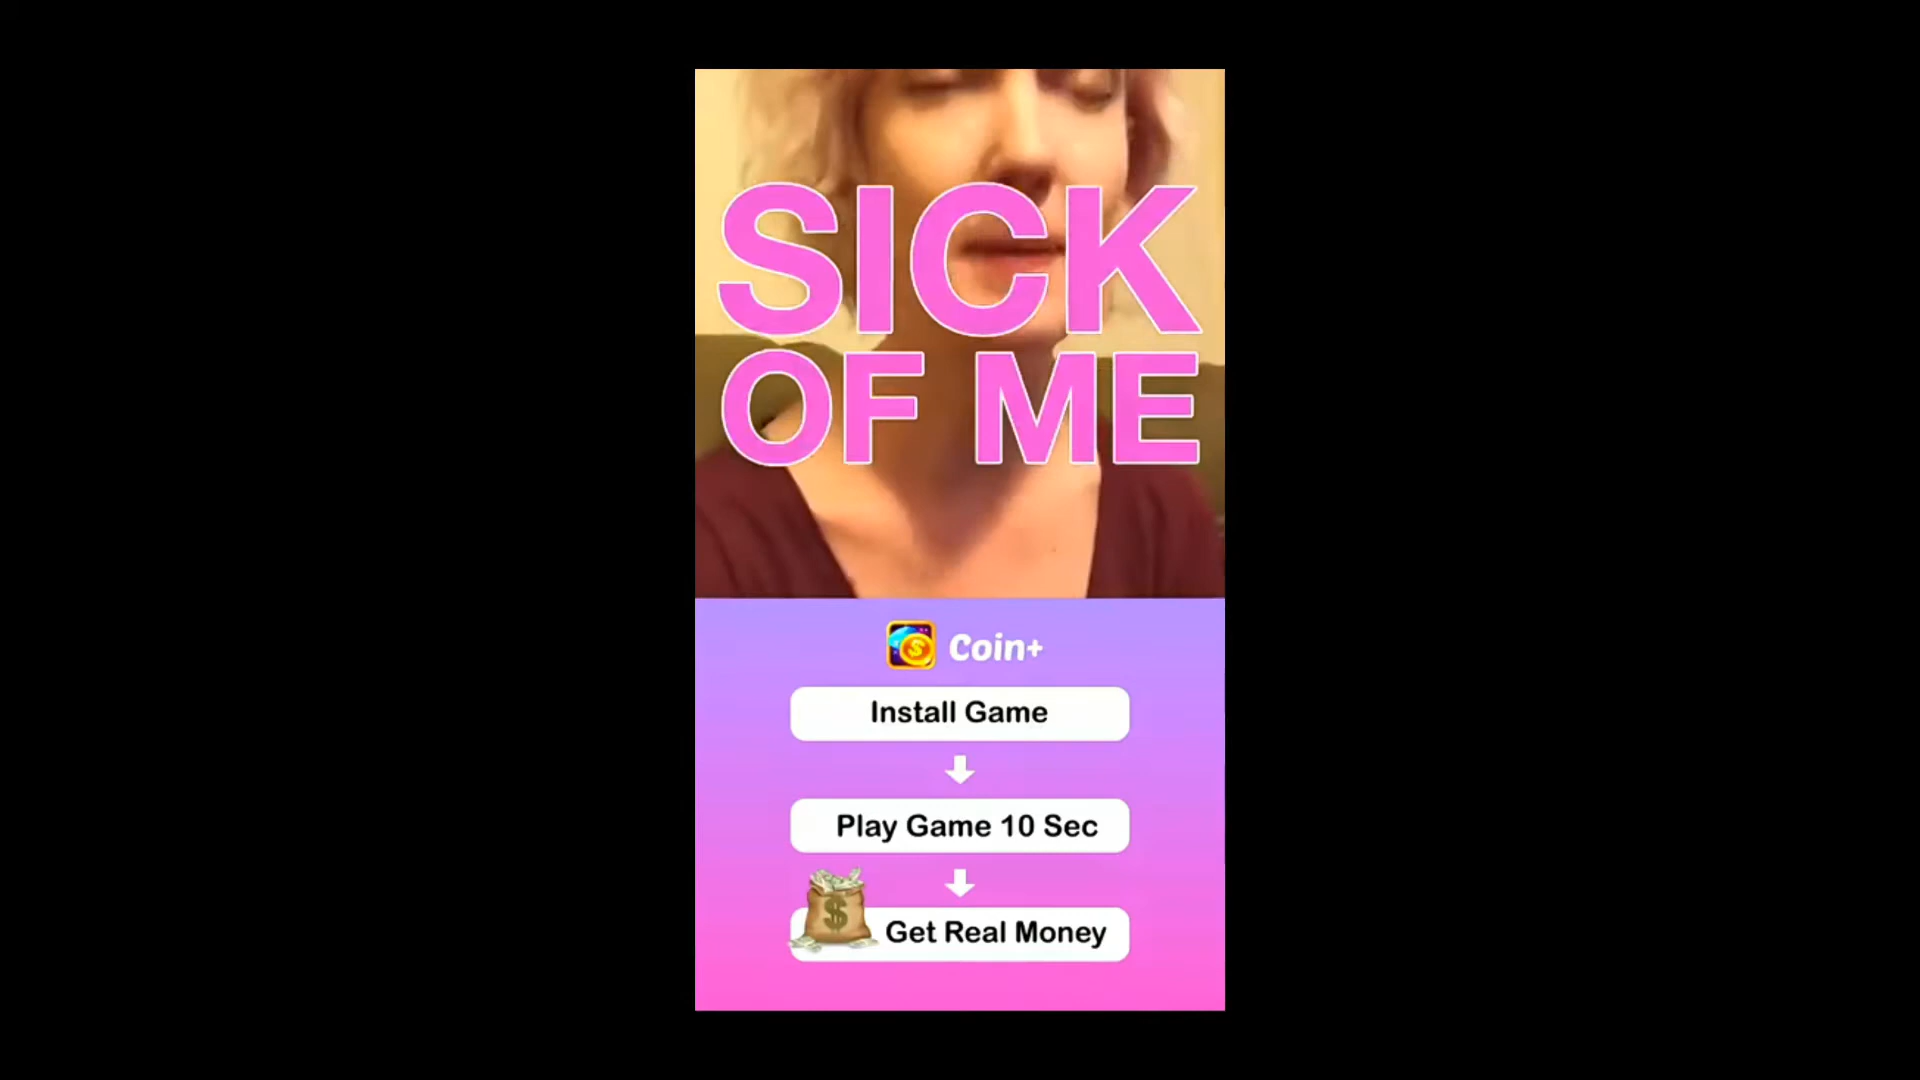 SICK
OF ME
Coin+
Install Game
Play Game 10 Sec
Get Real Money